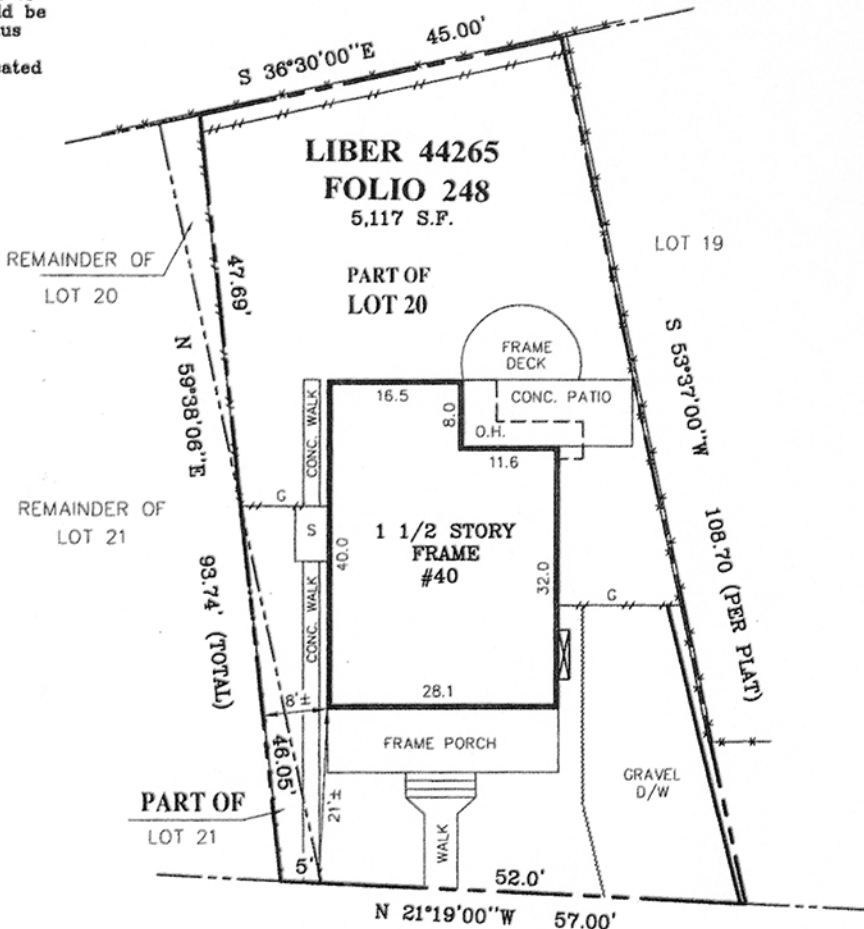 ld be
us
cated
S 36°30'00"E 45.00'
LIBER 44265
FOLIO 248
5,117 S.F.
REMAINDER OF
LOT 20
47.69'
PART OF
LOT 20
LOT 19
FRAME
DECK
CONC. PATIO
O.H.
16.5
8.0
11.6
CONC. WALK
N 59°38'06"E 93.74' (TOTAL)
S 53°37'00"W 108.70 (PER PLAT)
REMAINDER OF
LOT 21
G
S
40.0
1 1/2 STORY
FRAME
#40
32.0
G
CONC. WALK
28.1
8'±
FRAME PORCH
46.05'
21'±
GRAVEL
D/W
PART OF
LOT 21
WALK
5'
52.0'
N 21°19'00"W 57.00'